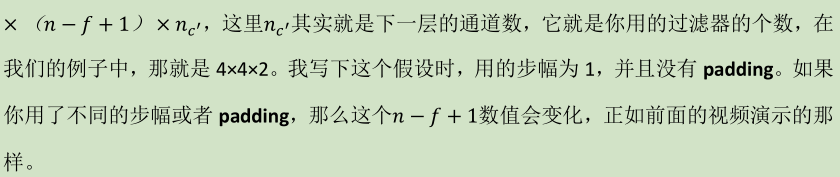 × （𝑛 − 𝑓 + 1） × 𝑛𝑐′，这里𝑛𝑐′其实就是下一层的通道数，它就是你用的过滤器的个数，在
我们的例子中，那就是 4×4×2。我写下这个假设时，用的步幅为 1，并且没有 padding。如果
你用了不同的步幅或者 padding，那么这个𝑛 − 𝑓 + 1数值会变化，正如前面的视频演示的那
样。